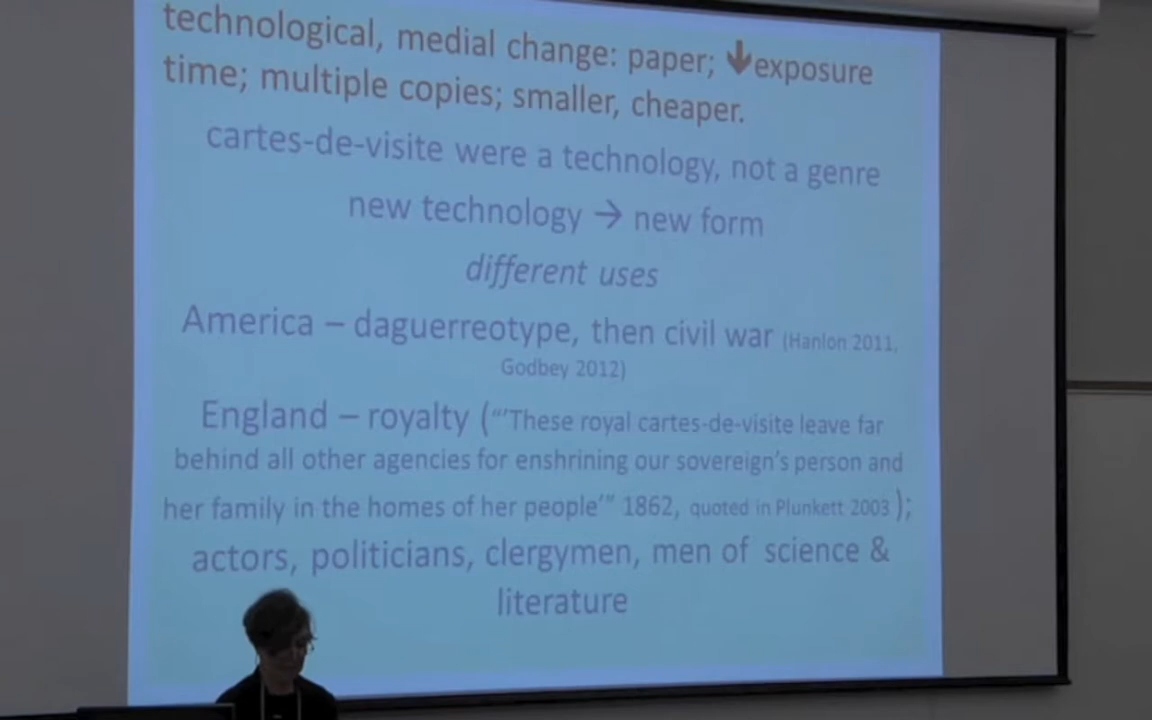 technological, medial change: paper; ↓exposure
time; multiple copies; smaller, cheaper.
cartes-de-visite were a technology, not a genre
new technology → new form
different uses
America – daguerreotype, then civil war (Hanlon 2011,
Godbey 2012)
England – royalty (“‘These royal cartes-de-visite leave far
behind all other agencies for enshrining our sovereign’s person and
her family in the homes of her people’” 1862, quoted in Plunkett 2003 );
actors, politicians, clergymen, men of science &
literature